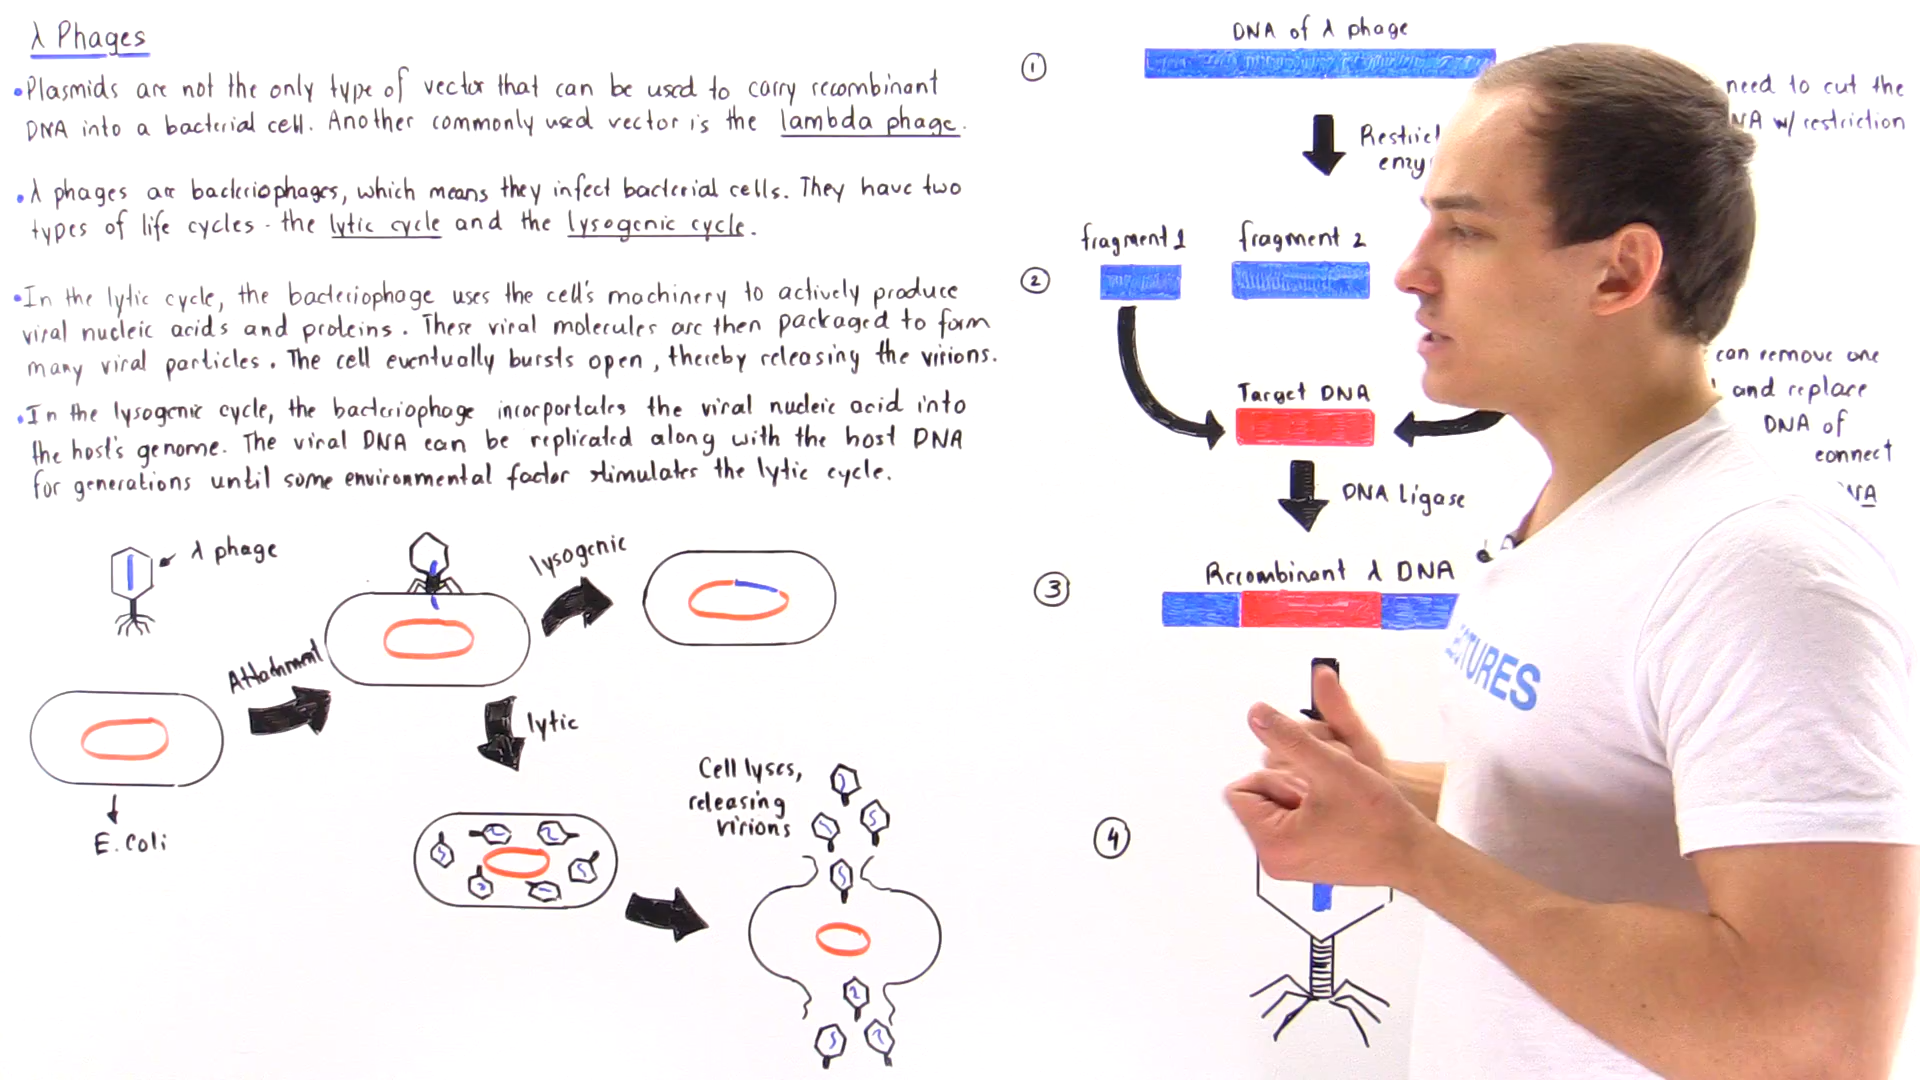 λ Phages
•Plasmids are not the only type of vector that can be used to carry recombinant
DNA into a bacterial cell. Another commonly used vector is the lambda phage.
•λ phages are bacteriophages, which means they infect bacterial cells. They have two
types of life cycles - the lytic cycle and the lysogenic cycle.
•In the lytic cycle, the bacteriophage uses the cell's machinery to actively produce
viral nucleic acids and proteins. These viral molecules are then packaged to form
many viral particles. The cell eventually bursts open, thereby releasing the virions.
•In the lysogenic cycle, the bacteriophage incorportates the viral nucleic acid into
the host's genome. The viral DNA can be replicated along with the host DNA
for generations until some environmental factor stimulates the lytic cycle.
λ phage
Attachment
lysogenic
lytic
E. Coli
Cell lyses,
releasing
virions
DNA of λ phage
1
need to cut the
w/ restriction
fragment 1
fragment 2
2
can remove one
and replace
DNA of
connect
Target DNA
DNA ligase
Recombinant λ DNA
3
4